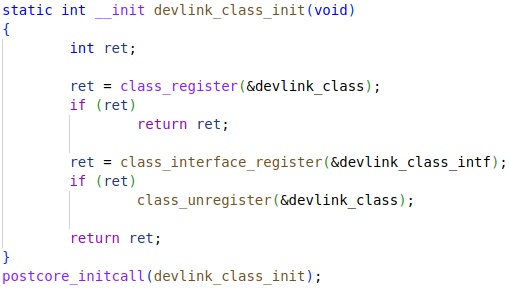 static int __init devlink_class_init(void)
{
int ret;
ret = class_register(&devlink_class);
if (ret)
return ret;
ret = class_interface_register(&devlink_class_intf);
if (ret)
class_unregister(&devlink_class);
return ret;
}
postcore_initcall(devlink_class_init);